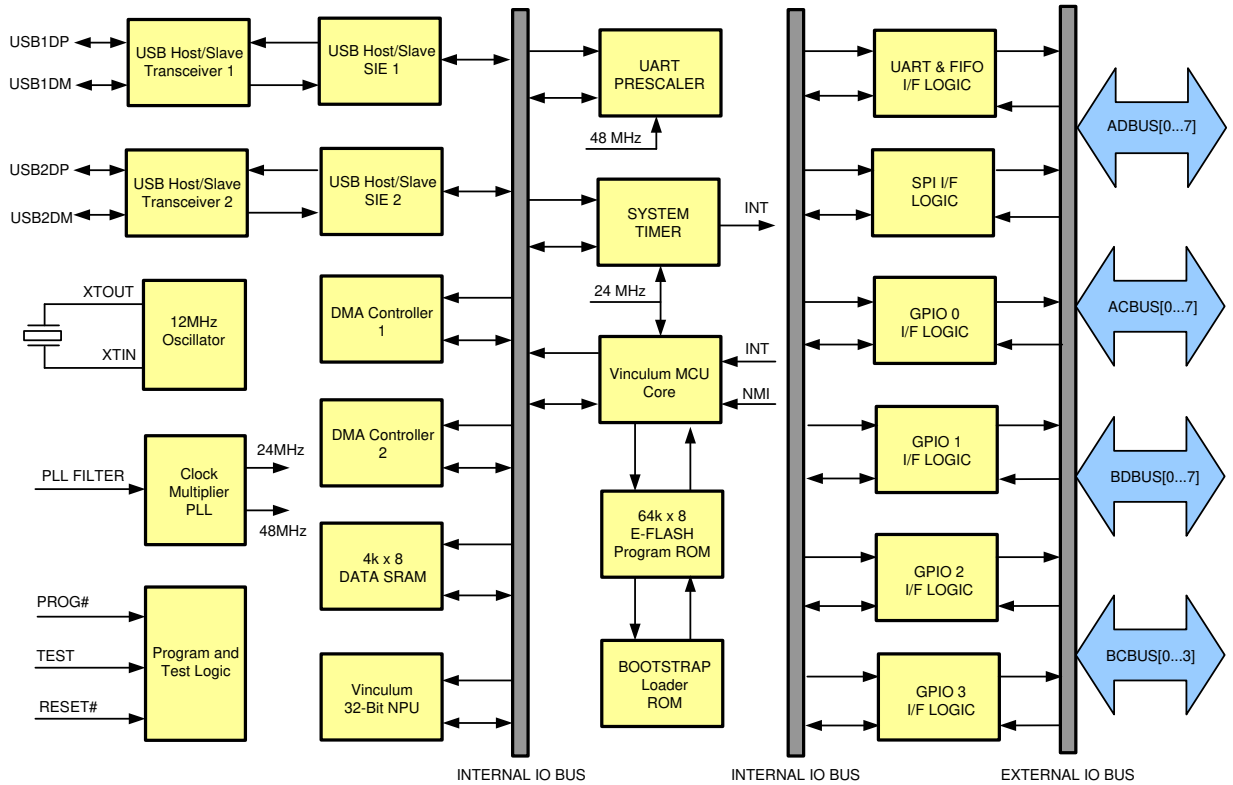 USB1DP
USB1DM
USB Host/Slave
Transceiver 1
USB Host/Slave
SIE 1
USB2DP
USB2DM
USB Host/Slave
Transceiver 2
USB Host/Slave
SIE 2
XTOUT
XTIN
12MHz
Oscillator
DMA Controller
1
PLL FILTER
Clock
Multiplier
PLL
24MHz
48MHz
DMA Controller
2
4k x 8
DATA SRAM
PROG#
TEST
RESET#
Program and
Test Logic
Vinculum
32-Bit NPU
INTERNAL IO BUS
UART
PRESCALER
48 MHz
SYSTEM
TIMER
INT
24 MHz
Vinculum MCU
Core
INT
NMI
64k x 8
E-FLASH
Program ROM
BOOTSTRAP
Loader
ROM
INTERNAL IO BUS
UART & FIFO
I/F LOGIC
SPI I/F
LOGIC
GPIO 0
I/F LOGIC
GPIO 1
I/F LOGIC
GPIO 2
I/F LOGIC
GPIO 3
I/F LOGIC
EXTERNAL IO BUS
ADBUS[0...7]
ACBUS[0...7]
BDBUS[0...7]
BCBUS[0...3]